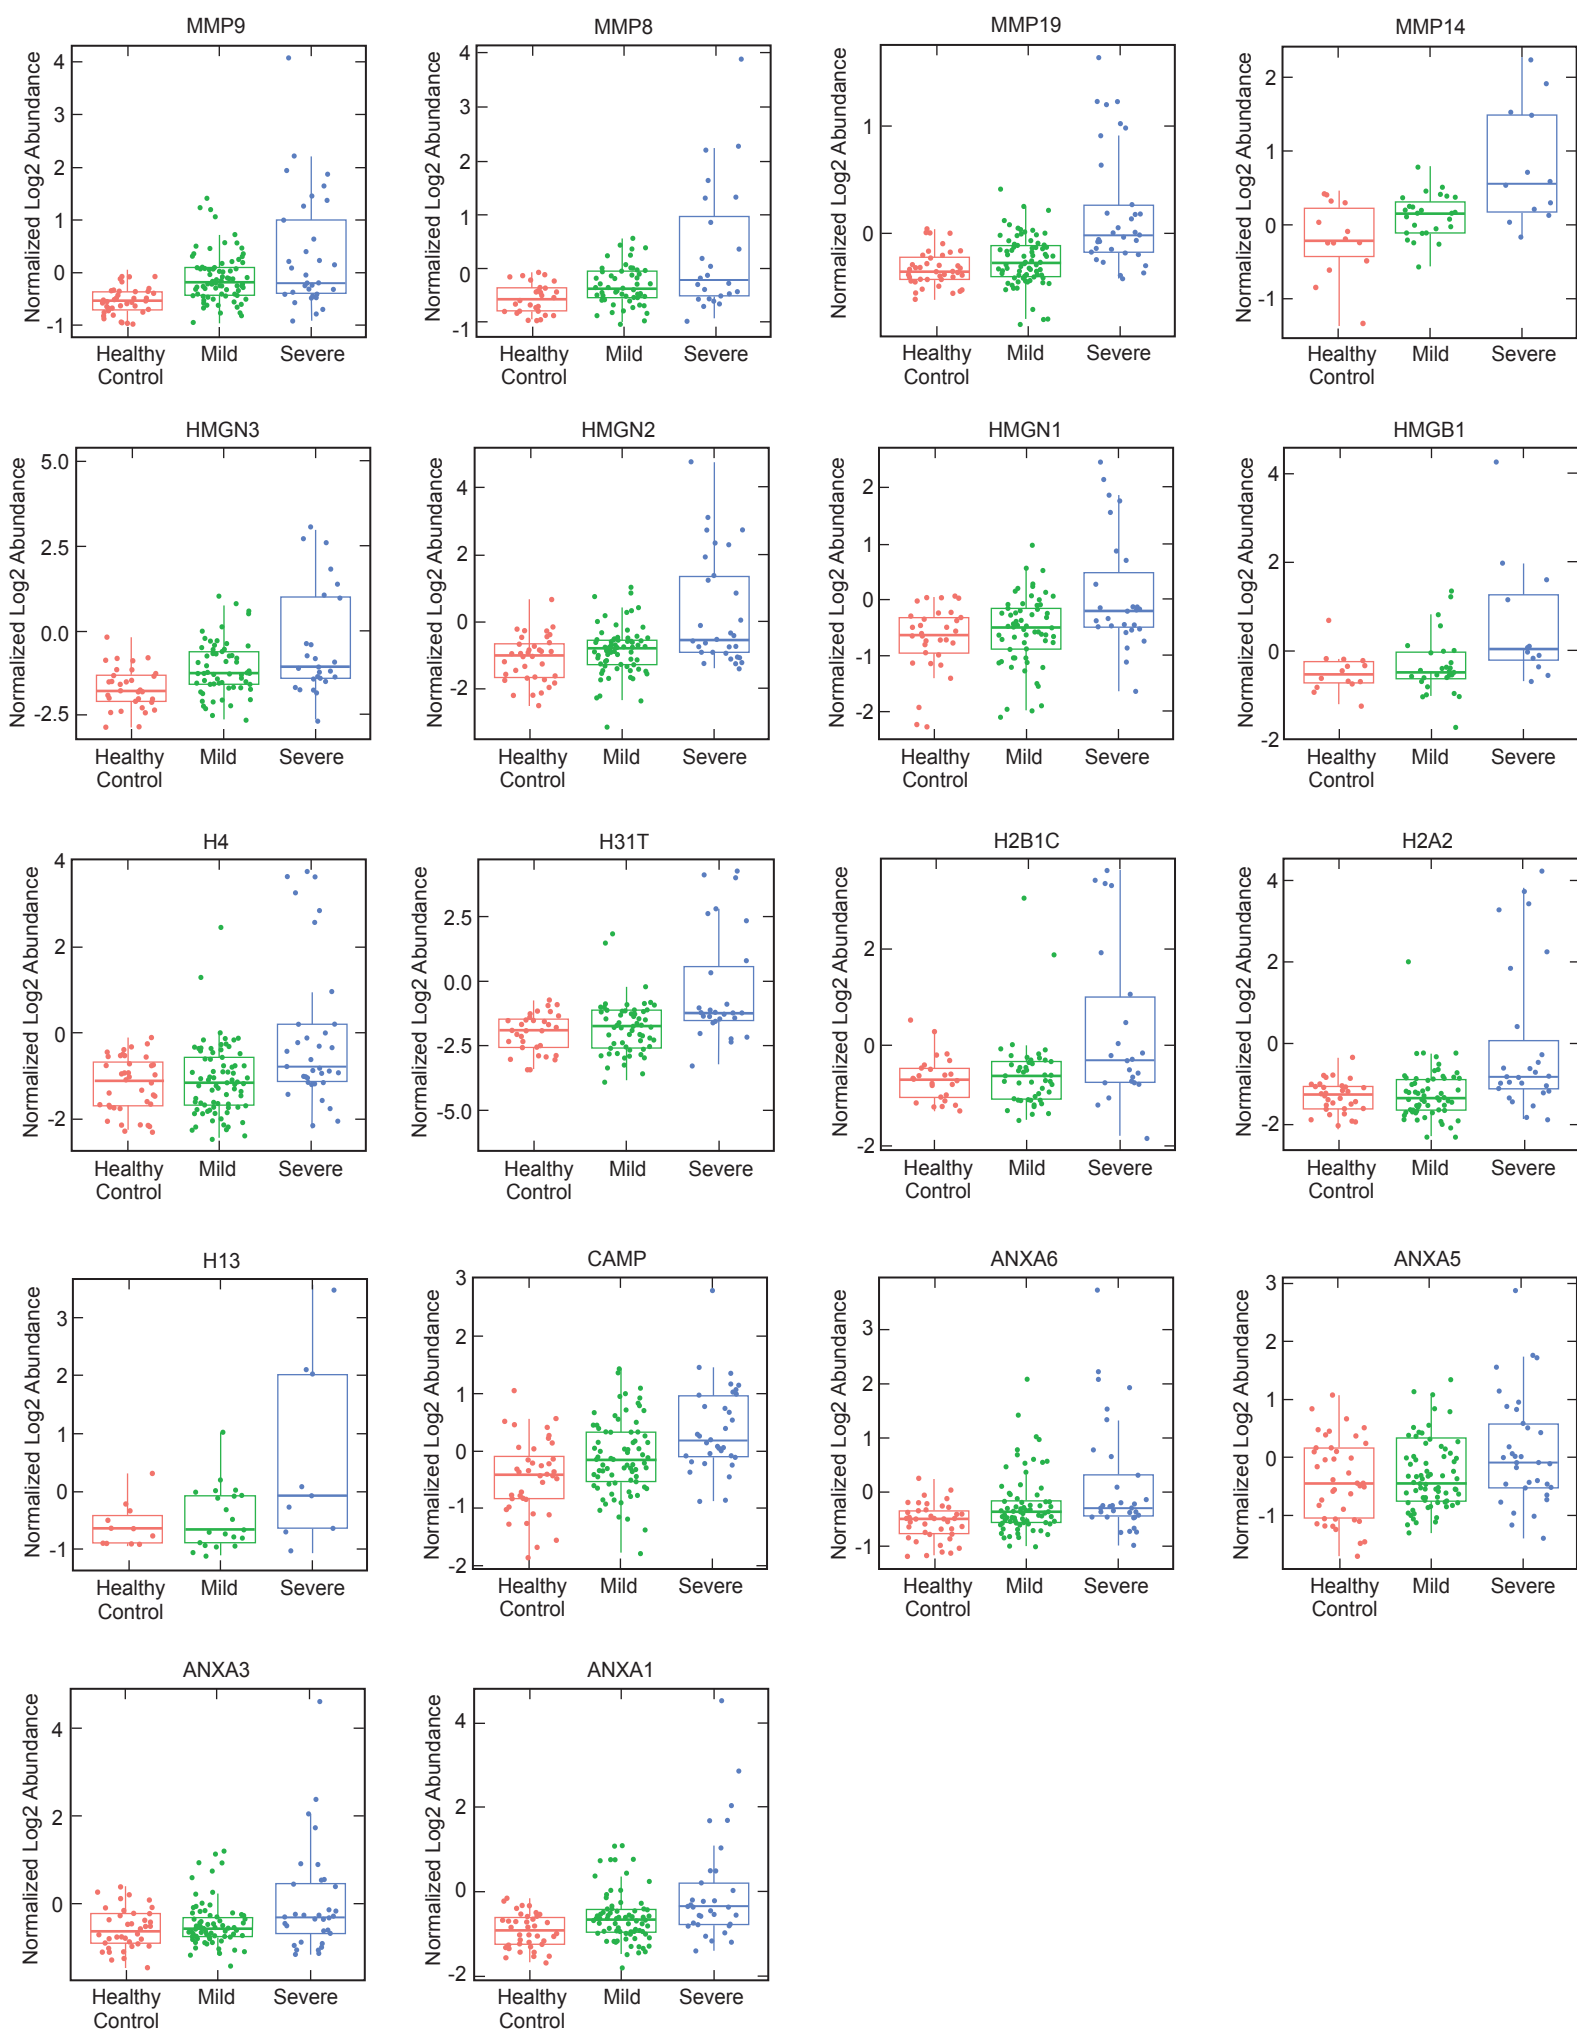 MMP9
MMP8
MMP19
MMP14
Normalized Log2 Abundance
4
3
2
1
0
-1
Healthy Control
Mild
Severe
Normalized Log2 Abundance
4
3
2
1
0
-1
Healthy Control
Mild
Severe
Normalized Log2 Abundance
1
0
Healthy Control
Mild
Severe
Normalized Log2 Abundance
2
1
0
-1
Healthy Control
Mild
Severe
HMGN3
HMGN2
HMGN1
HMGB1
Normalized Log2 Abundance
5.0
2.5
0.0
-2.5
Healthy Control
Mild
Severe
Normalized Log2 Abundance
4
2
0
-2
Healthy Control
Mild
Severe
Normalized Log2 Abundance
2
1
0
-1
-2
Healthy Control
Mild
Severe
Normalized Log2 Abundance
4
2
0
-2
Healthy Control
Mild
Severe
H4
H31T
H2B1C
H2A2
Normalized Log2 Abundance
4
2
0
-2
Healthy Control
Mild
Severe
Normalized Log2 Abundance
2.5
0.0
-2.5
-5.0
Healthy Control
Mild
Severe
Normalized Log2 Abundance
2
0
-2
Healthy Control
Mild
Severe
Normalized Log2 Abundance
4
2
0
-2
Healthy Control
Mild
Severe
H13
CAMP
ANXA6
ANXA5
Normalized Log2 Abundance
3
2
1
0
-1
Healthy Control
Mild
Severe
Normalized Log2 Abundance
3
2
1
0
-1
-2
Healthy Control
Mild
Severe
Normalized Log2 Abundance
3
2
1
0
-1
Healthy Control
Mild
Severe
Normalized Log2 Abundance
3
2
1
0
-1
Healthy Control
Mild
Severe
ANXA3
ANXA1
Normalized Log2 Abundance
4
2
0
Healthy Control
Mild
Severe
Normalized Log2 Abundance
4
2
0
-2
Healthy Control
Mild
Severe